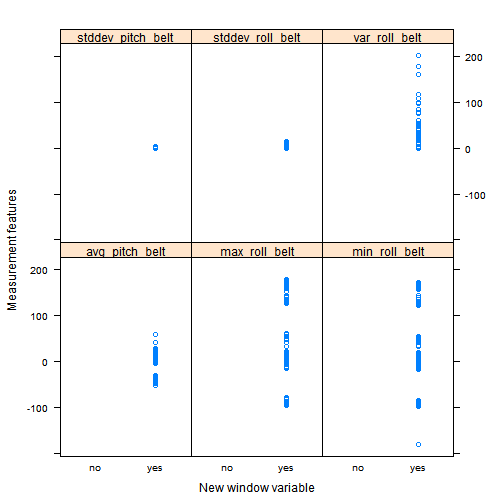 stddev_pitch_belt stddev_roll_belt var_roll_belt
200
100
0
-100
avg_pitch_belt max_roll_belt min_roll_belt
200
100
0
-100
no yes no yes no yes
Measurement features
New window variable